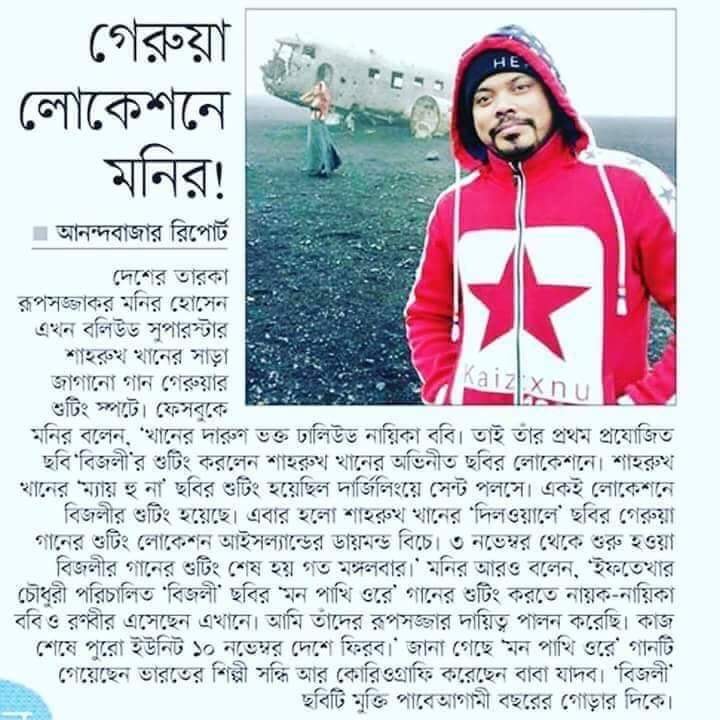 গেরুয়া
লোকেশনে
মনির!
আনন্দবাজার রিপোর্ট
দেশের তারকা
রূপসজ্জাকর মনির হোসেন
এখন বলিউড সুপারস্টার
শাহরুখ খানের সাড়া
জাগানো গান গেরুয়ার
শুটিং স্পটে। ফেসবুকে
মনির বলেন, ‘খানের দারুণ ভক্ত ঢালিউড নায়িকা ববি। তাই তাঁর প্রথম প্রযোজিত
ছবি ‘বিজলী’র শুটিং করলেন শাহরুখ খানের অভিনীত ছবির লোকেশনে। শাহরুখ
খানের ‘ম্যায় হু না’ ছবির শুটিং হয়েছিল দার্জিলিংয়ে সেন্ট পলসে। একই লোকেশনে
বিজলীর শুটিং হয়েছে। এবার হলো শাহরুখ খানের ‘দিলওয়ালে’ ছবির গেরুয়া
গানের শুটিং লোকেশন আইসল্যান্ডের ডায়মন্ড বিচে। ৩ নভেম্বর থেকে শুরু হওয়া
বিজলীর গানের শুটিং শেষ হয় গত মঙ্গলবার।’ মনির আরও বলেন, ‘ইফতেখার
চৌধুরী পরিচালিত ‘বিজলী’ ছবির ‘মন পাখি ওরে’ গানের শুটিং করতে নায়ক-নায়িকা
ববি ও রণবীর এসেছেন এখানে। আমি তাঁদের রূপসজ্জার দায়িত্ব পালন করেছি। কাজ
শেষে পুরো ইউনিট ১০ নভেম্বর দেশে ফিরব।’ জানা গেছে ‘মন পাখি ওরে’ গানটি
গেয়েছেন ভারতের শিল্পী সন্ধি আর কোরিওগ্রাফি করেছেন বাবা যাদব। ‘বিজলী’
ছবিটি মুক্তি পাবেআগামী বছরের গোড়ার দিকে।
HE
Kaizixnu